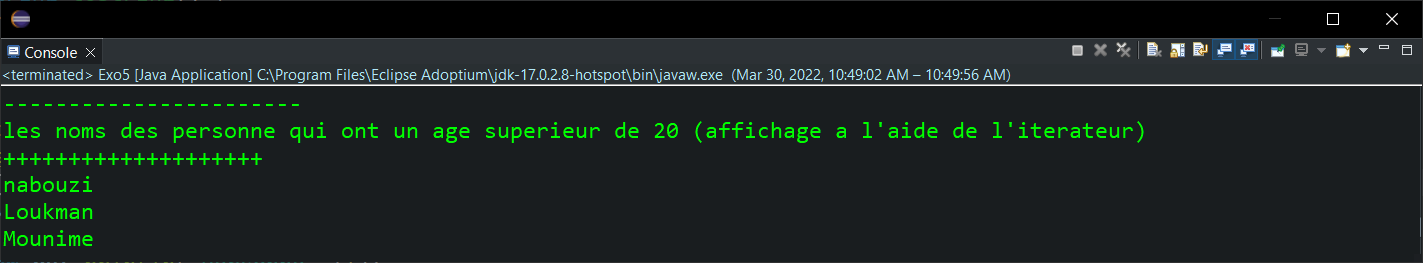 Console
<terminated> Exo5 [Java Application] C:\Program Files\Eclipse Adoptium\jdk-17.0.2.8-hotspot\bin\javaw.exe (Mar 30, 2022, 10:49:02 AM – 10:49:56 AM)
-----------------------
les noms des personne qui ont un age superieur de 20 (affichage a l'aide de l'iterateur)
++++++++++++++++++++
nabouzi
Loukman
Mounime